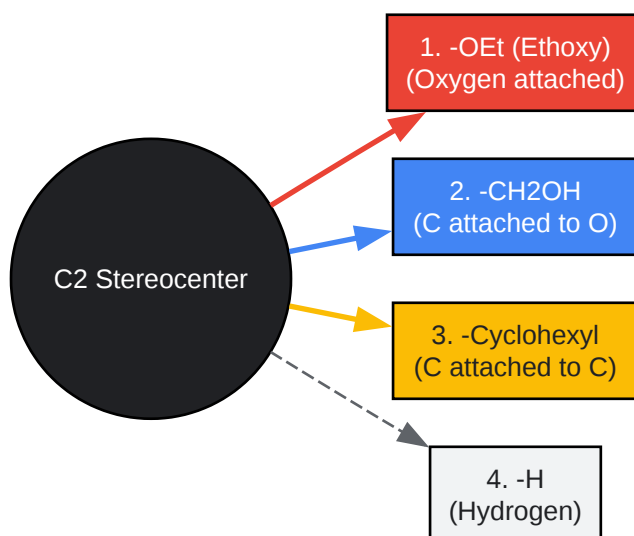 1. -OEt (Ethoxy)
(Oxygen attached)
2. -CH2OH
(C attached to O)
C2 Stereocenter
3. -Cyclohexyl
(C attached to C)
4. -H
(Hydrogen)